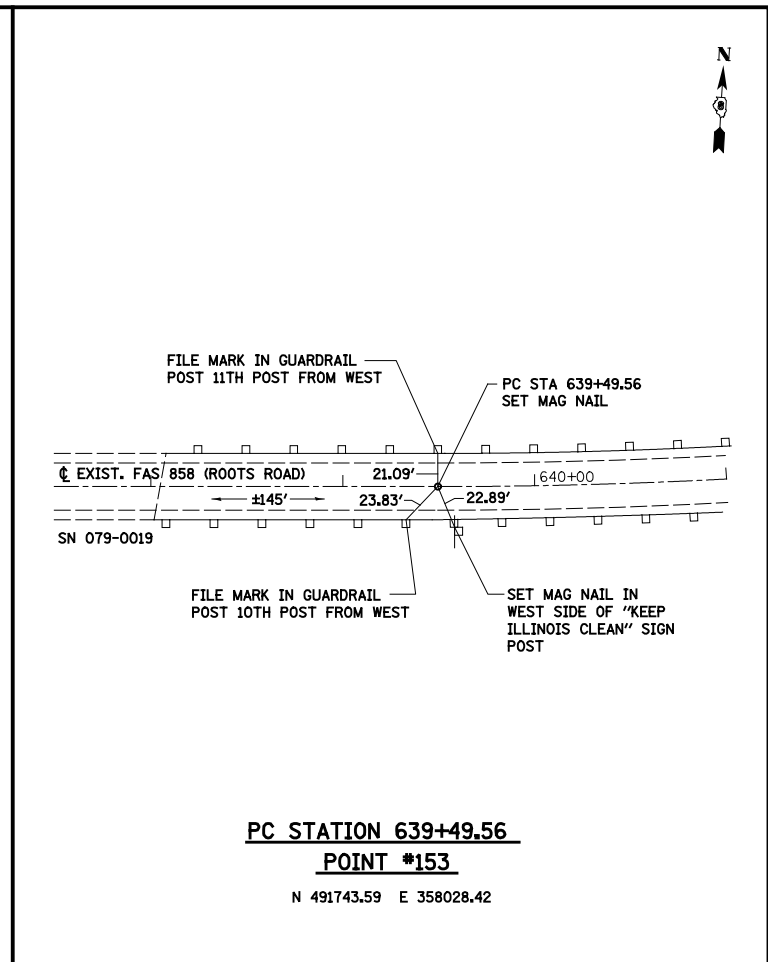 N
FILE MARK IN GUARDRAIL
POST 11TH POST FROM WEST
PC STA 639+49.56
SET MAG NAIL
℄ EXIST. FAS 858 (ROOTS ROAD)
21.09'
640+00
±145'
23.83'
22.89'
SN 079-0019
FILE MARK IN GUARDRAIL
POST 10TH POST FROM WEST
SET MAG NAIL IN
WEST SIDE OF "KEEP
ILLINOIS CLEAN" SIGN
POST
PC STATION 639+49.56
POINT #153
N 491743.59 E 358028.42